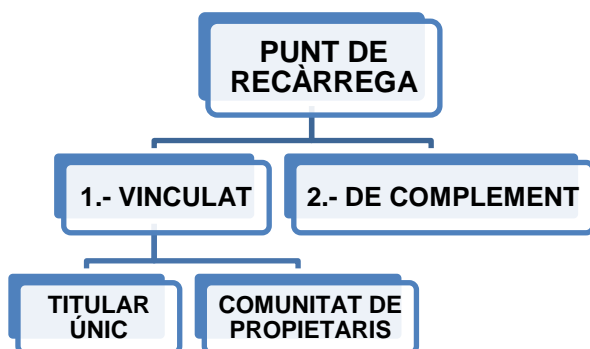 PUNT DE
RECÀRREGA
1.- VINCULAT
2.- DE COMPLEMENT
TITULAR
ÚNIC
COMUNITAT DE
PROPIETARIS